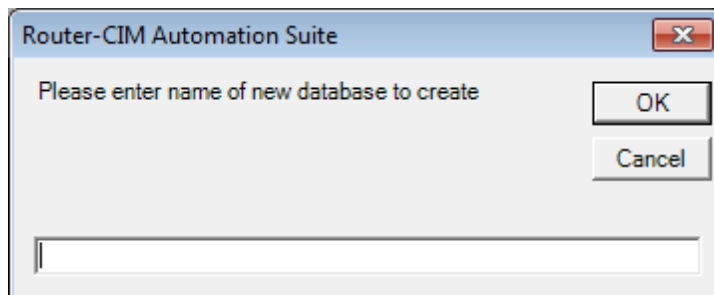 Router-CIM Automation Suite
Please enter name of new database to create
OK
Cancel